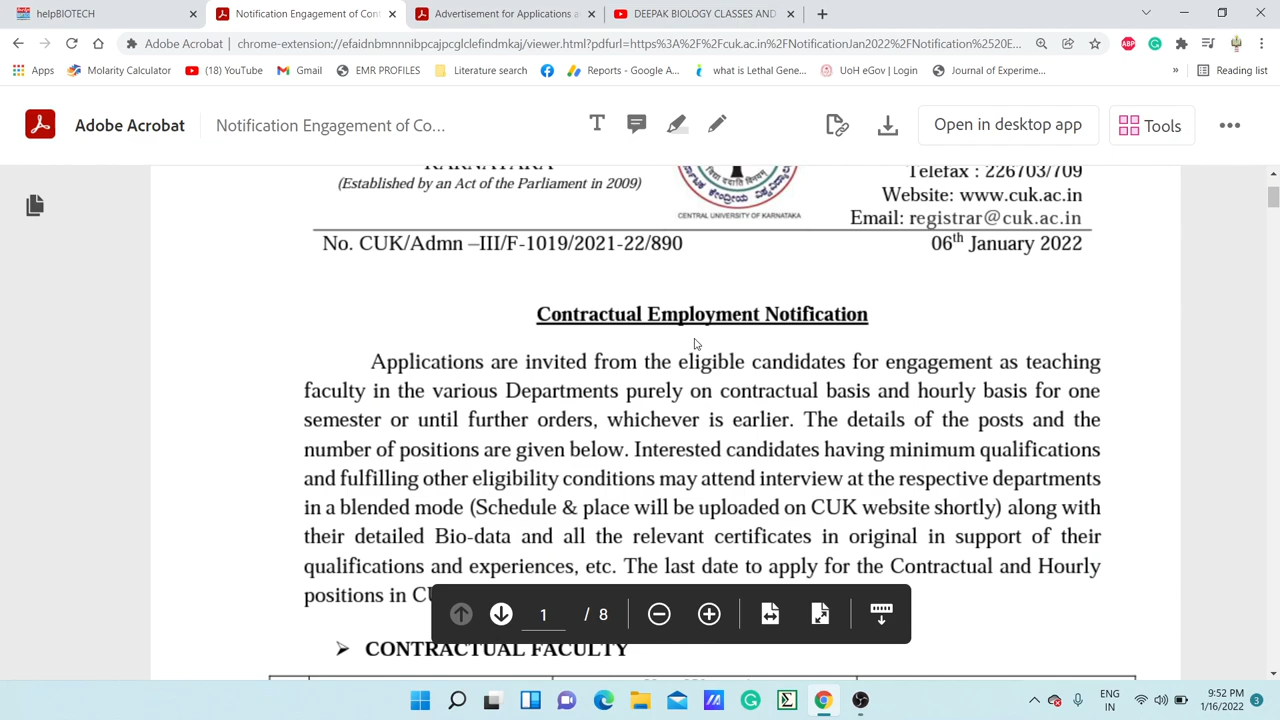 helpBIOTECH
Notification Engagement of Cont
Advertisement for Applications a
DEEPAK BIOLOGY CLASSES AND
Adobe Acrobat | chrome-extension://efaidnbmnnnibpcajpcglclefindmkaj/viewer.html?pdfurl=https%3A%2F%2Fcuk.ac.in%2FNotificationJan2022%2FNotification%2520E...
Apps
Molarity Calculator
(18) YouTube
Gmail
EMR PROFILES
Literature search
Reports - Google A...
what is Lethal Gene...
UoH eGov | Login
Journal of Experime...
»
Reading list
Adobe Acrobat
Notification Engagement of Co...
Open in desktop app
Tools
(Established by an Act of the Parliament in 2009)
CENTRAL UNIVERSITY OF KARNATAKA
Telefax : 226703/709
Website: www.cuk.ac.in
Email: registrar@cuk.ac.in
No. CUK/Admn –III/F-1019/2021-22/890
06th January 2022
Contractual Employment Notification
Applications are invited from the eligible candidates for engagement as teaching
faculty in the various Departments purely on contractual basis and hourly basis for one
semester or until further orders, whichever is earlier. The details of the posts and the
number of positions are given below. Interested candidates having minimum qualifications
and fulfilling other eligibility conditions may attend interview at the respective departments
in a blended mode (Schedule & place will be uploaded on CUK website shortly) along with
their detailed Bio-data and all the relevant certificates in original in support of their
qualifications and experiences, etc. The last date to apply for the Contractual and Hourly
positions in
1 / 8
➢ CONTRACTUAL FACULTY
ENG
IN
9:52 PM
1/16/2022
3